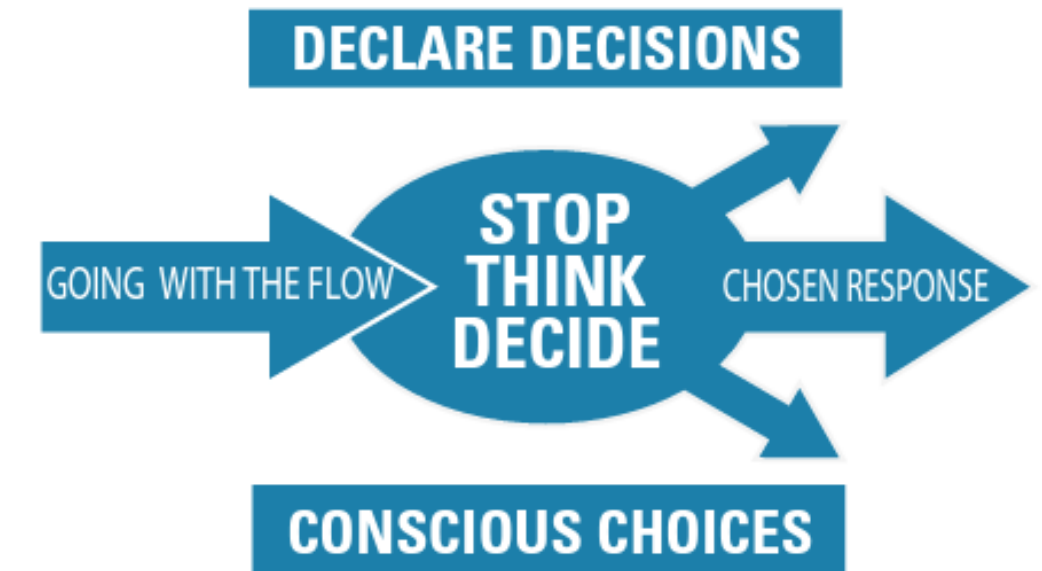 DECLARE DECISIONS
GOING WITH THE FLOW
STOP
THINK
DECIDE
CHOSEN RESPONSE
CONSCIOUS CHOICES